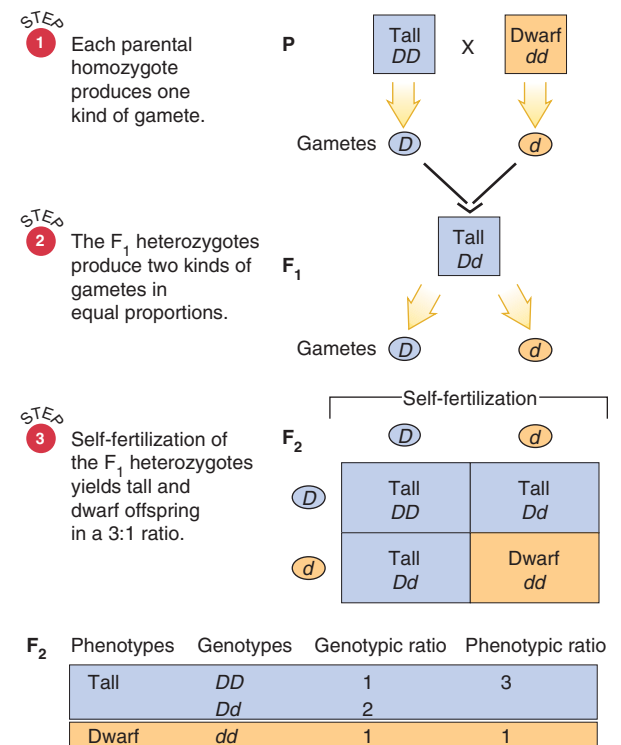 STEP
1
Each parental
homozygote
produces one
kind of gamete.
P
Tall
DD
X
Dwarf
dd
Gametes D d
STEP
2
The F1 heterozygotes
produce two kinds of
gametes in
equal proportions.
F1
Tall
Dd
Gametes D d
STEP
3
Self-fertilization of
the F1 heterozygotes
yields tall and
dwarf offspring
in a 3:1 ratio.
Self-fertilization
F2
D d
D
Tall
DD
Tall
Dd
d
Tall
Dd
Dwarf
dd
F2 Phenotypes Genotypes Genotypic ratio Phenotypic ratio
Tall DD 1 3
Dd 2
Dwarf dd 1 1